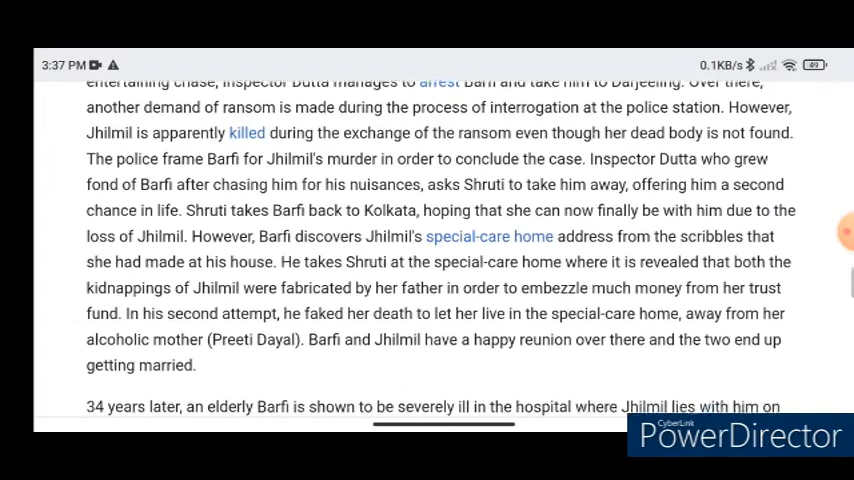 3:37 PM
0.1KB/s
49
entertaining chase, Inspector Dutta manages to arrest Barfi and take him to Darjeeling. Over there,
another demand of ransom is made during the process of interrogation at the police station. However,
Jhilmil is apparently killed during the exchange of the ransom even though her dead body is not found.
The police frame Barfi for Jhilmil's murder in order to conclude the case. Inspector Dutta who grew
fond of Barfi after chasing him for his nuisances, asks Shruti to take him away, offering him a second
chance in life. Shruti takes Barfi back to Kolkata, hoping that she can now finally be with him due to the
loss of Jhilmil. However, Barfi discovers Jhilmil's special-care home address from the scribbles that
she had made at his house. He takes Shruti at the special-care home where it is revealed that both the
kidnappings of Jhilmil were fabricated by her father in order to embezzle much money from her trust
fund. In his second attempt, he faked her death to let her live in the special-care home, away from her
alcoholic mother (Preeti Dayal). Barfi and Jhilmil have a happy reunion over there and the two end up
getting married.
34 years later, an elderly Barfi is shown to be severely ill in the hospital where Jhilmil lies with him on
CyberLink
PowerDirector